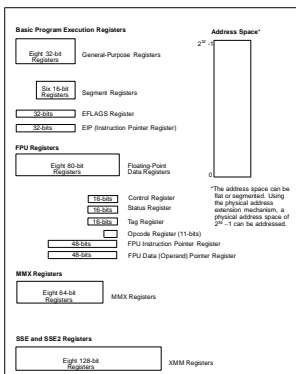 Basic Program Execution Registers
Address Space*
2³² -1
Eight 32-bit
Registers
General-Purpose Registers
Six 16-bit
Registers
Segment Registers
32-bits
EFLAGS Register
32-bits
EIP (Instruction Pointer Register)
FPU Registers
Eight 80-bit
Registers
Floating-Point
Data Registers
0
*The address space can be
flat or segmented. Using
the physical address
extension mechanism, a
physical address space of
2³⁶ −1 can be addressed.
16-bits
Control Register
16-bits
Status Register
16-bits
Tag Register
Opcode Register (11-bits)
48-bits
FPU Instruction Pointer Register
48-bits
FPU Data (Operand) Pointer Register
MMX Registers
Eight 64-bit
Registers
MMX Registers
SSE and SSE2 Registers
Eight 128-bit
Registers
XMM Registers